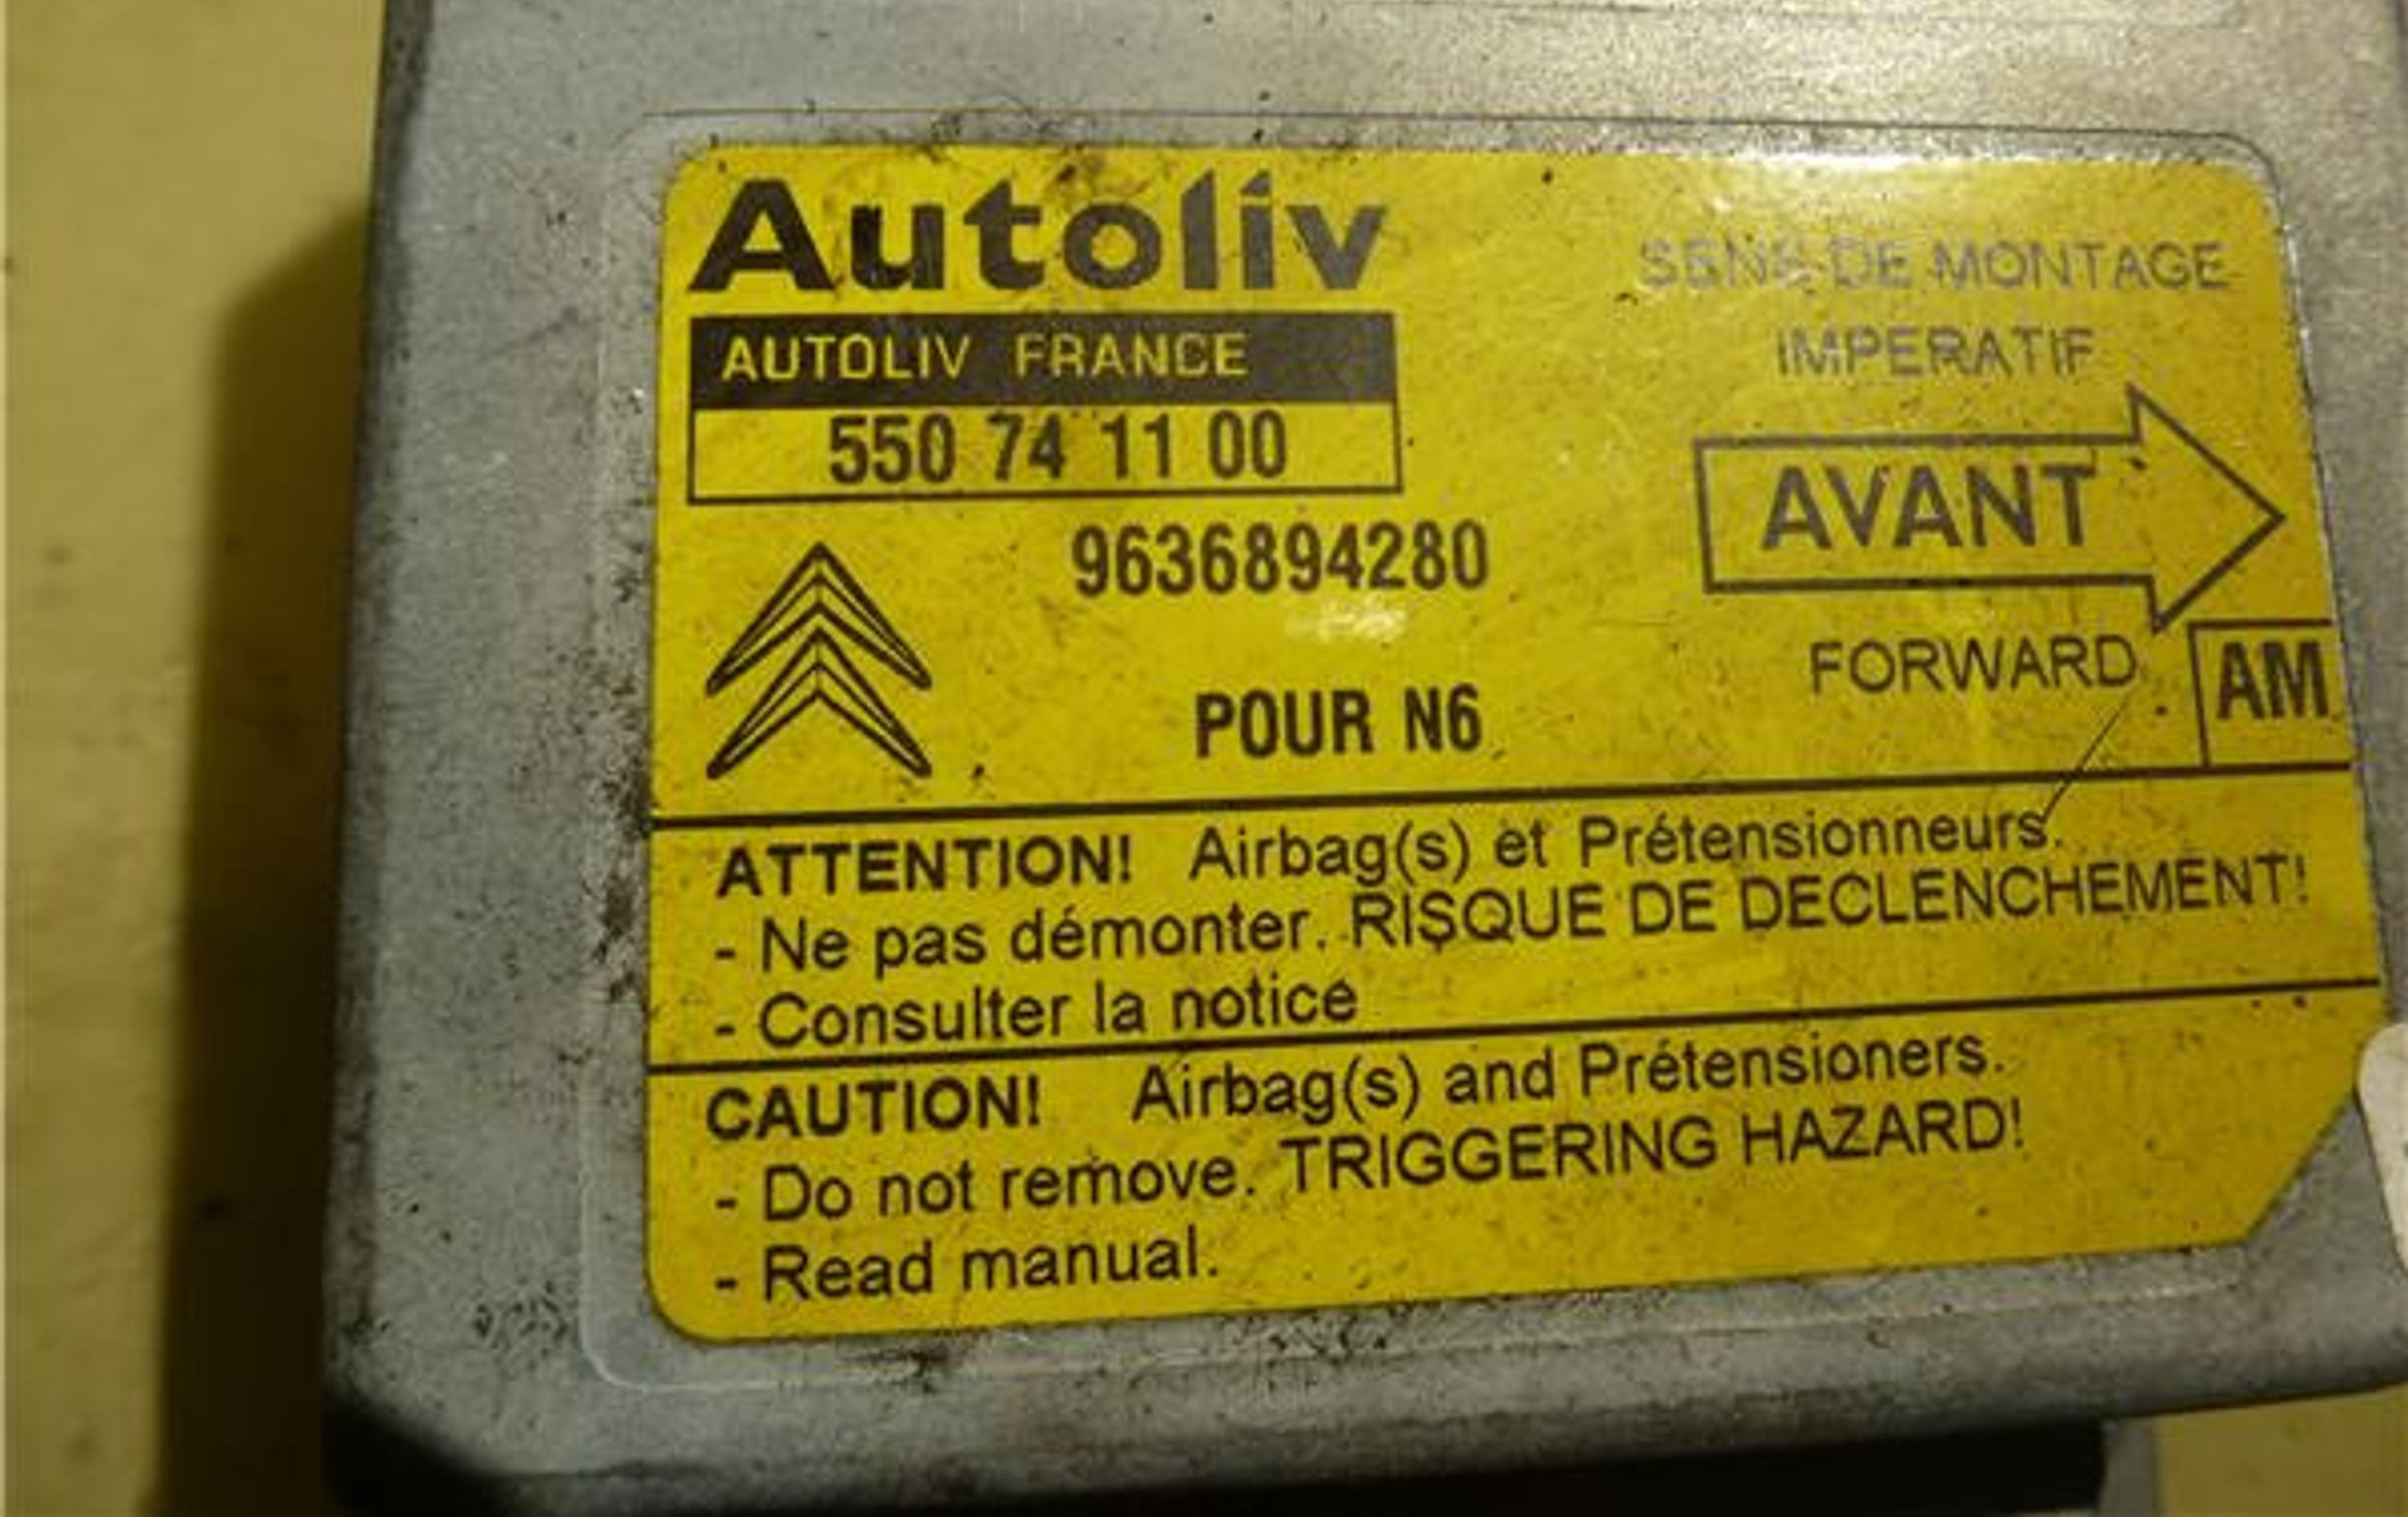 Autoliv
AUTOLIV FRANCE
550 74 11 00
SENS DE MONTAGE
IMPERATIF
AVANT
FORWARD
9636894280
POUR N6
AM
ATTENTION! Airbag(s) et Prétensionneurs.
- Ne pas démonter. RISQUE DE DECLENCHEMENT!
- Consulter la notice
CAUTION! Airbag(s) and Prétensioners.
- Do not remove. TRIGGERING HAZARD!
- Read manual.